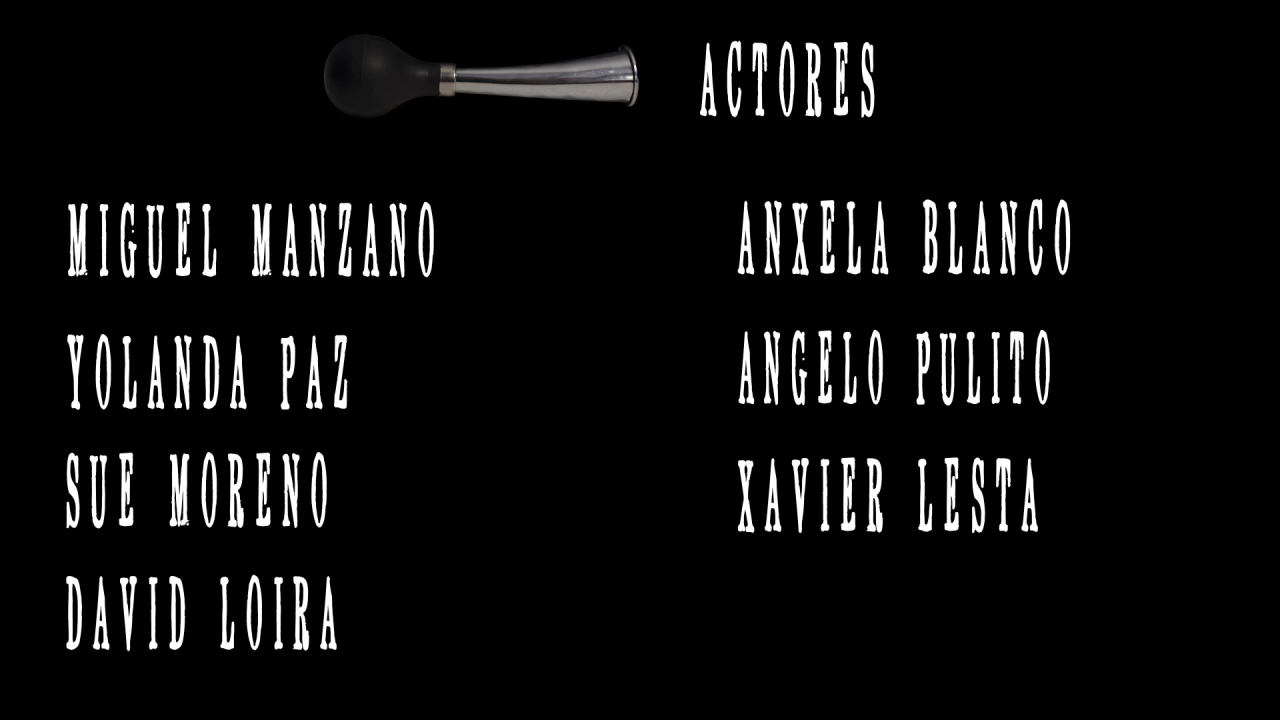 ACTORES
MIGUEL MANZANO
YOLANDA PAZ
SUE MORENO
DAVID LOIRA
ANXELA BLANCO
ANGELO PULITO
XAVIER LESTA